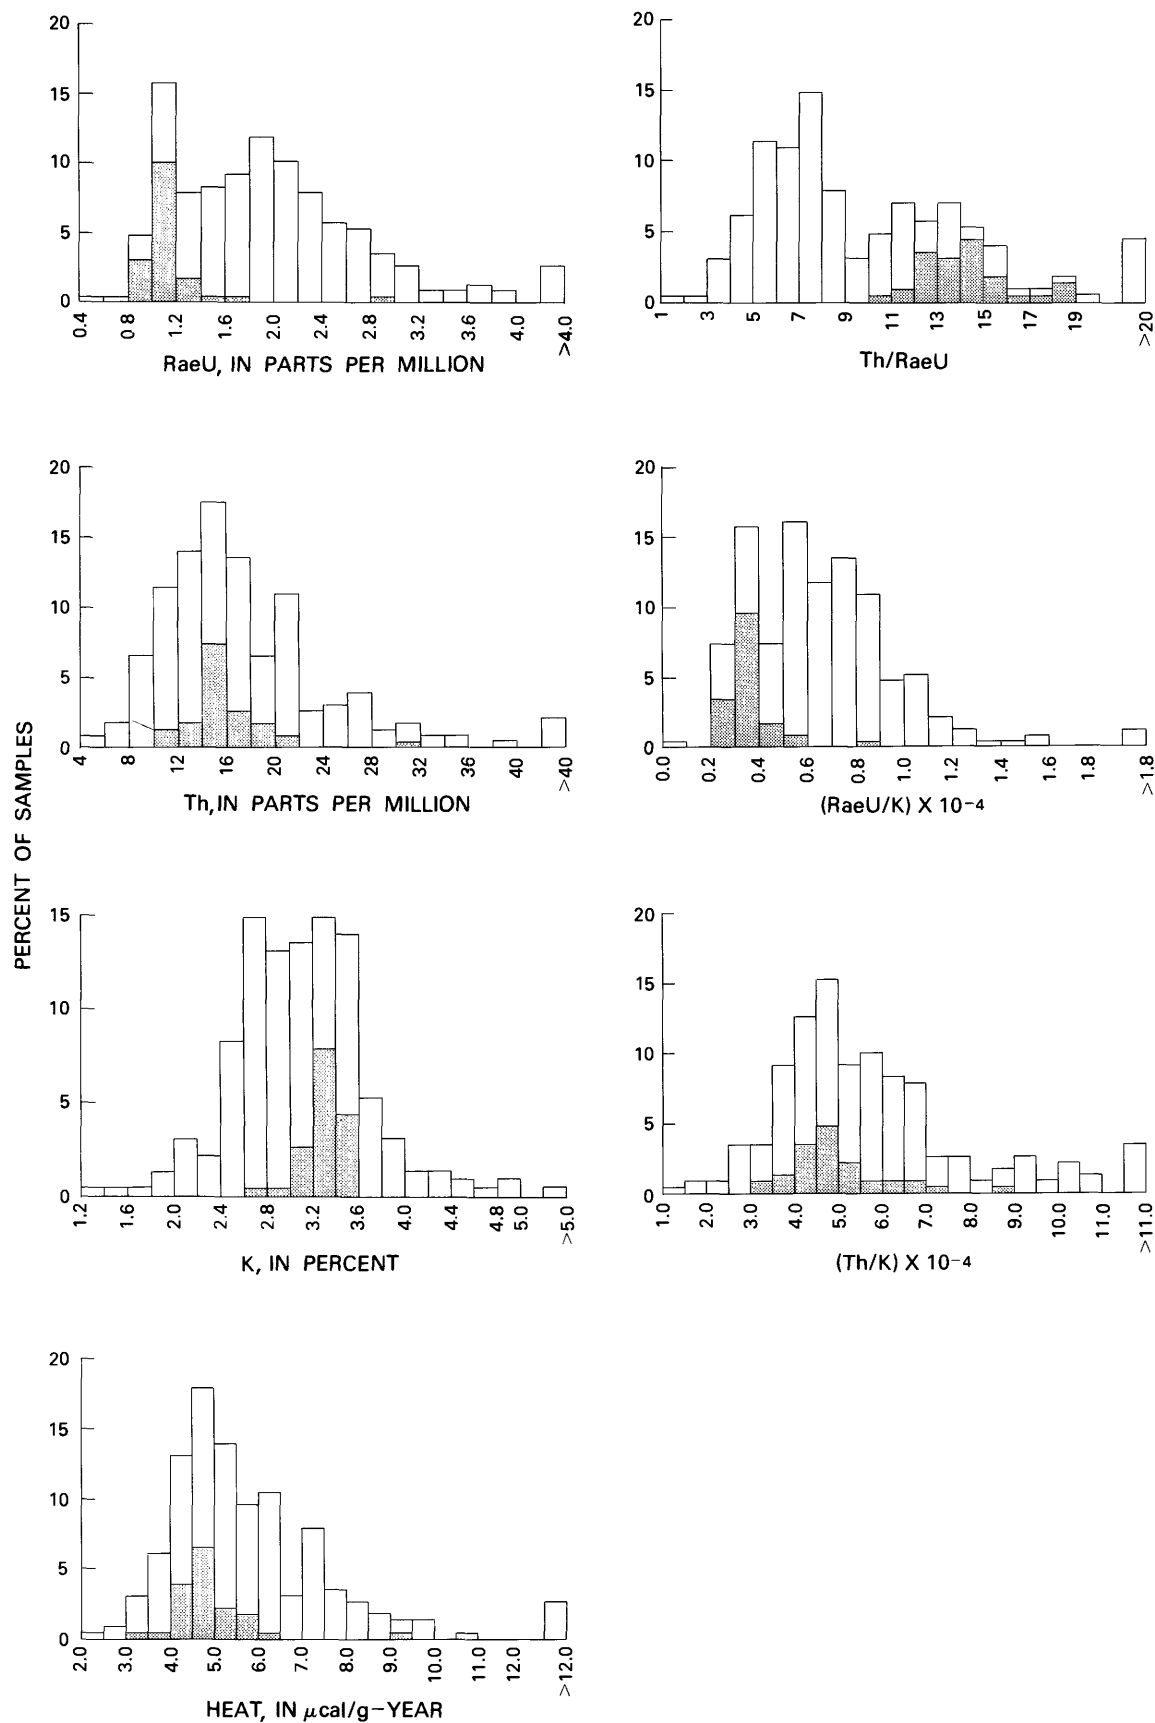 PERCENT OF SAMPLES
20
15
10
5
0
0.4 0.8 1.2 1.6 2.0 2.4 2.8 3.2 3.6 4.0 >4.0
RaeU, IN PARTS PER MILLION
20
15
10
5
0
1 3 5 7 9 11 13 15 17 19 >20
Th/RaeU
20
15
10
5
0
4 8 12 16 20 24 28 32 36 40 >40
Th, IN PARTS PER MILLION
20
15
10
5
0
0.0 0.2 0.4 0.6 0.8 1.0 1.2 1.4 1.6 1.8 >1.8
(RaeU/K) X 10-4
15
10
5
0
1.2 1.6 2.0 2.4 2.8 3.2 3.6 4.0 4.4 4.8 5.0 >5.0
K, IN PERCENT
20
15
10
5
0
1.0 2.0 3.0 4.0 5.0 6.0 7.0 8.0 9.0 10.0 11.0 >11.0
(Th/K) X 10-4
20
15
10
5
0
2.0 3.0 4.0 5.0 6.0 7.0 8.0 9.0 10.0 11.0 12.0 >12.0
HEAT, IN µcal/g-YEAR